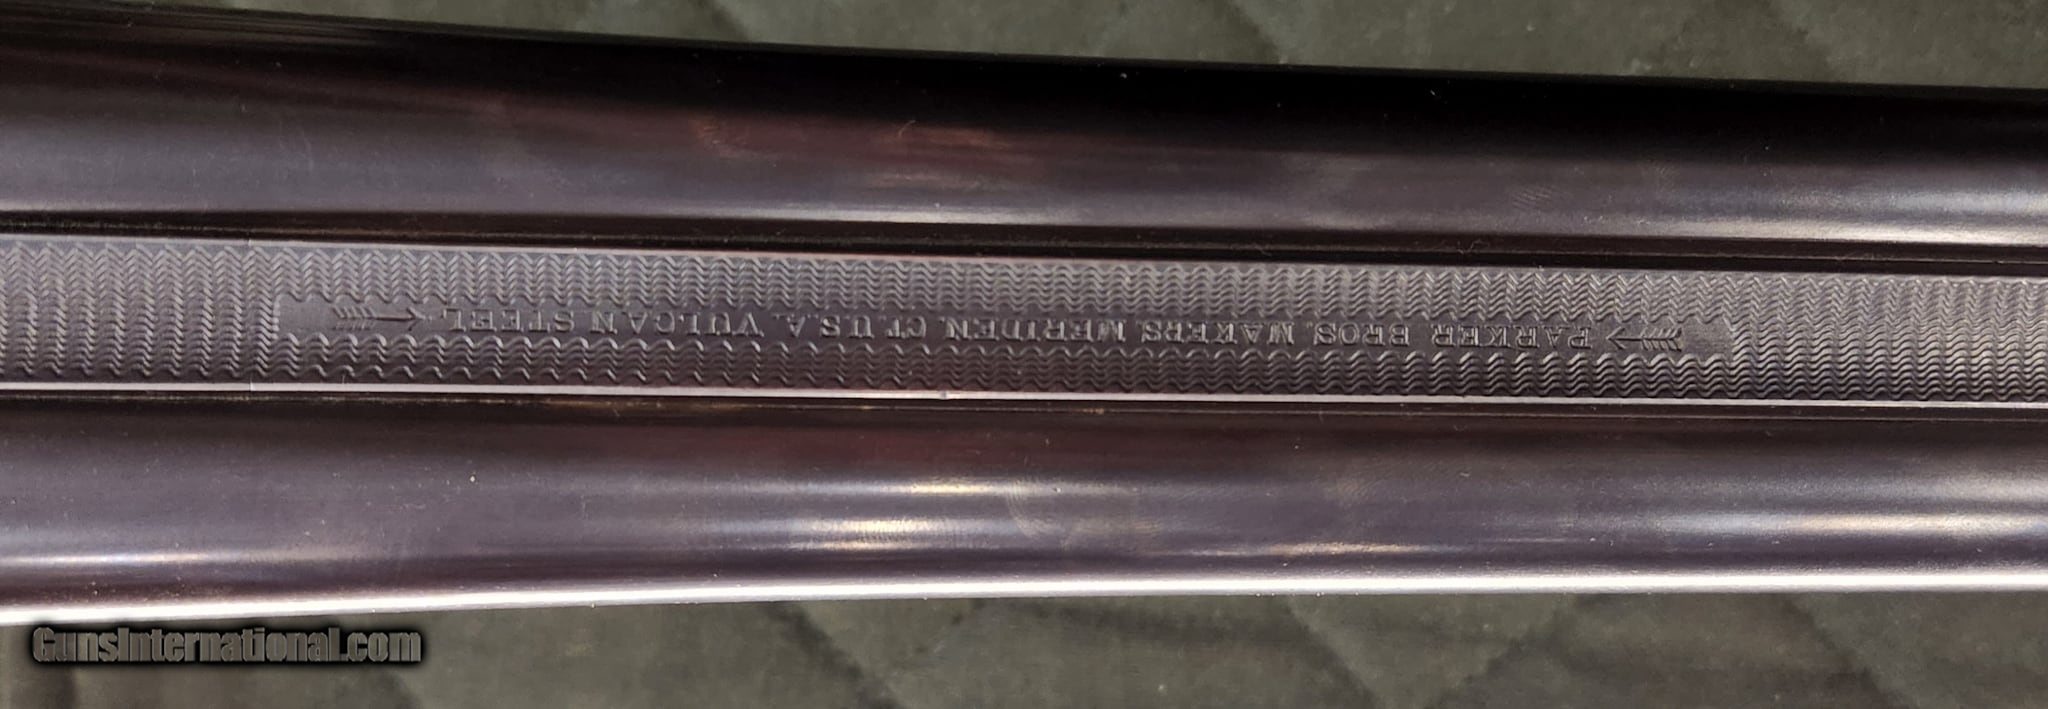 PARKER BROS. MAKERS. MERIDEN. CT. U.S.A. VULCAN STEEL.
GunsInternational.com